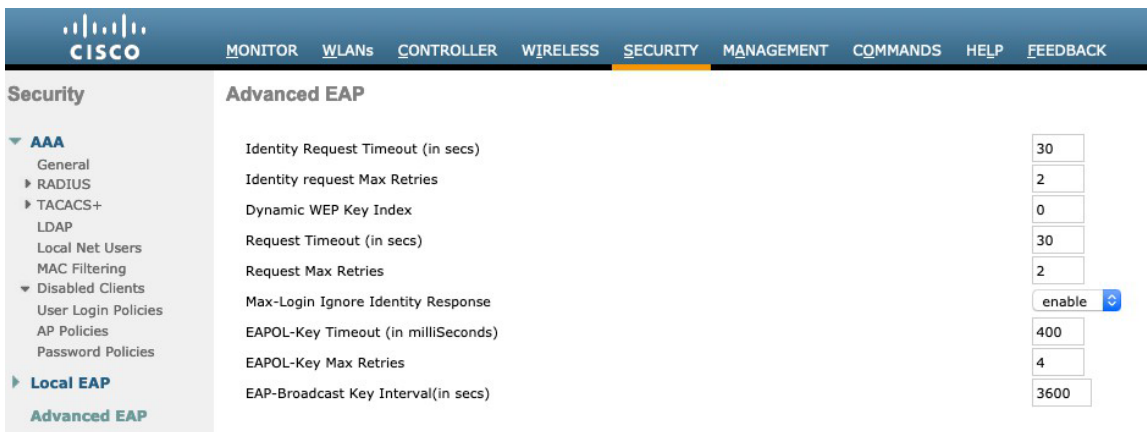 CISCO
MONITOR WLANs CONTROLLER WIRELESS SECURITY MANAGEMENT COMMANDS HELP FEEDBACK
Security
AAA
General
RADIUS
TACACS+
LDAP
Local Net Users
MAC Filtering
Disabled Clients
User Login Policies
AP Policies
Password Policies
Local EAP
Advanced EAP
Advanced EAP
Identity Request Timeout (in secs) 30
Identity request Max Retries 2
Dynamic WEP Key Index 0
Request Timeout (in secs) 30
Request Max Retries 2
Max-Login Ignore Identity Response enable
EAPOL-Key Timeout (in milliSeconds) 400
EAPOL-Key Max Retries 4
EAP-Broadcast Key Interval(in secs) 3600